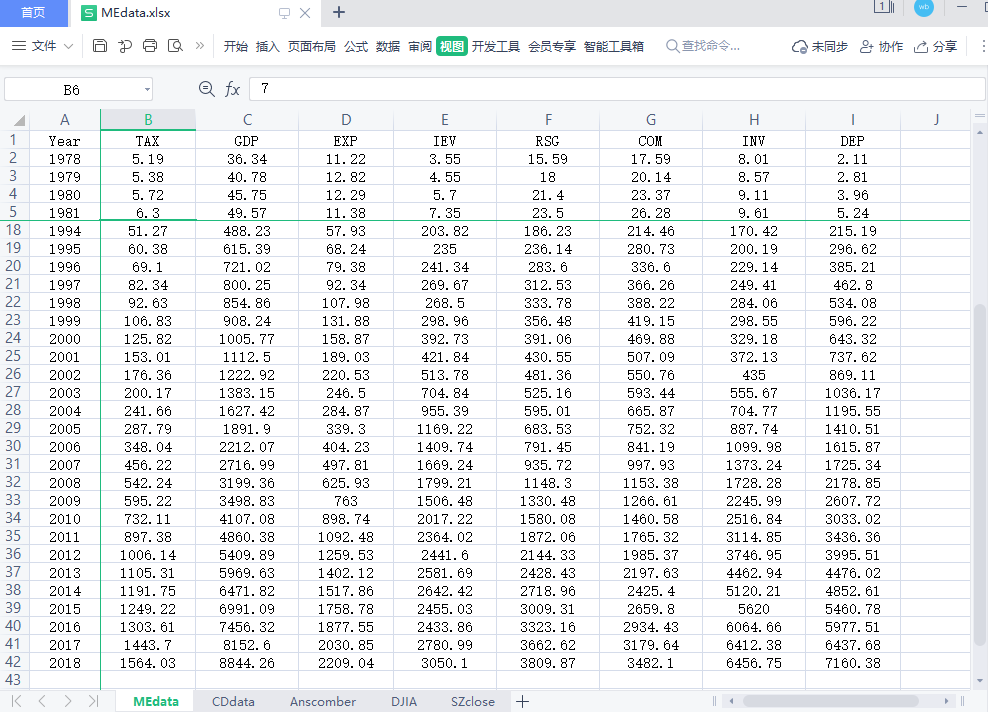 首页 MEdata.xlsx 1 wb
文件 开始 插入 页面布局 公式 数据 审阅 视图 开发工具 会员专享 智能工具箱 查找命令... 未同步 协作 分享
B6 fx 7
A B C D E F G H I J
1 Year TAX GDP EXP IEV RSG COM INV DEP
2 1978 5.19 36.34 11.22 3.55 15.59 17.59 8.01 2.11
3 1979 5.38 40.78 12.82 4.55 18 20.14 8.57 2.81
4 1980 5.72 45.75 12.29 5.7 21.4 23.37 9.11 3.96
5 1981 6.3 49.57 11.38 7.35 23.5 26.28 9.61 5.24
18 1994 51.27 488.23 57.93 203.82 186.23 214.46 170.42 215.19
19 1995 60.38 615.39 68.24 235 236.14 280.73 200.19 296.62
20 1996 69.1 721.02 79.38 241.34 283.6 336.6 229.14 385.21
21 1997 82.34 800.25 92.34 269.67 312.53 366.26 249.41 462.8
22 1998 92.63 854.86 107.98 268.5 333.78 388.22 284.06 534.08
23 1999 106.83 908.24 131.88 298.96 356.48 419.15 298.55 596.22
24 2000 125.82 1005.77 158.87 392.73 391.06 469.88 329.18 643.32
25 2001 153.01 1112.5 189.03 421.84 430.55 507.09 372.13 737.62
26 2002 176.36 1222.92 220.53 513.78 481.36 550.76 435 869.11
27 2003 200.17 1383.15 246.5 704.84 525.16 593.44 555.67 1036.17
28 2004 241.66 1627.42 284.87 955.39 595.01 665.87 704.77 1195.55
29 2005 287.79 1891.9 339.3 1169.22 683.53 752.32 887.74 1410.51
30 2006 348.04 2212.07 404.23 1409.74 791.45 841.19 1099.98 1615.87
31 2007 456.22 2716.99 497.81 1669.24 935.72 997.93 1373.24 1725.34
32 2008 542.24 3199.36 625.93 1799.21 1148.3 1153.38 1728.28 2178.85
33 2009 595.22 3498.83 763 1506.48 1330.48 1266.61 2245.99 2607.72
34 2010 732.11 4107.08 898.74 2017.22 1580.08 1460.58 2516.84 3033.02
35 2011 897.38 4860.38 1092.48 2364.02 1872.06 1765.32 3114.85 3436.36
36 2012 1006.14 5409.89 1259.53 2441.6 2144.33 1985.37 3746.95 3995.51
37 2013 1105.31 5969.63 1402.12 2581.69 2428.43 2197.63 4462.94 4476.02
38 2014 1191.75 6471.82 1517.86 2642.42 2718.96 2425.4 5120.21 4852.61
39 2015 1249.22 6991.09 1758.78 2455.03 3009.31 2659.8 5620 5460.78
40 2016 1303.61 7456.32 1877.55 2433.86 3323.16 2934.43 6064.66 5977.51
41 2017 1443.7 8152.6 2030.85 2780.99 3662.62 3179.64 6412.38 6437.68
42 2018 1564.03 8844.26 2209.04 3050.1 3809.87 3482.1 6456.75 7160.38
43
MEdata CDdata Anscomber DJIA SZclose